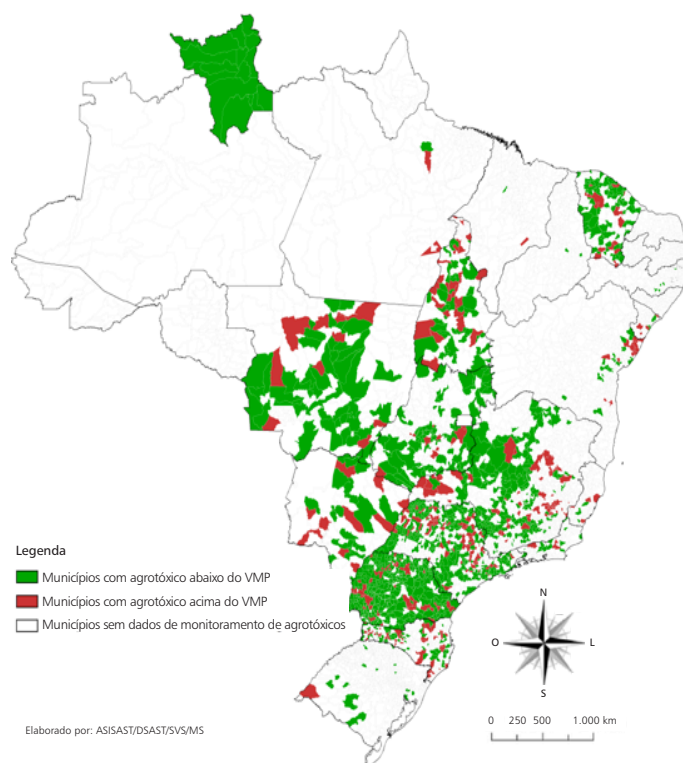 Legenda
Municípios com agrotóxico abaixo do VMP
Municípios com agrotóxico acima do VMP
Municípios sem dados de monitoramento de agrotóxicos
N
O
L
S
0 250 500 1.000 km
Elaborado por: ASISAST/DSAST/SVS/MS